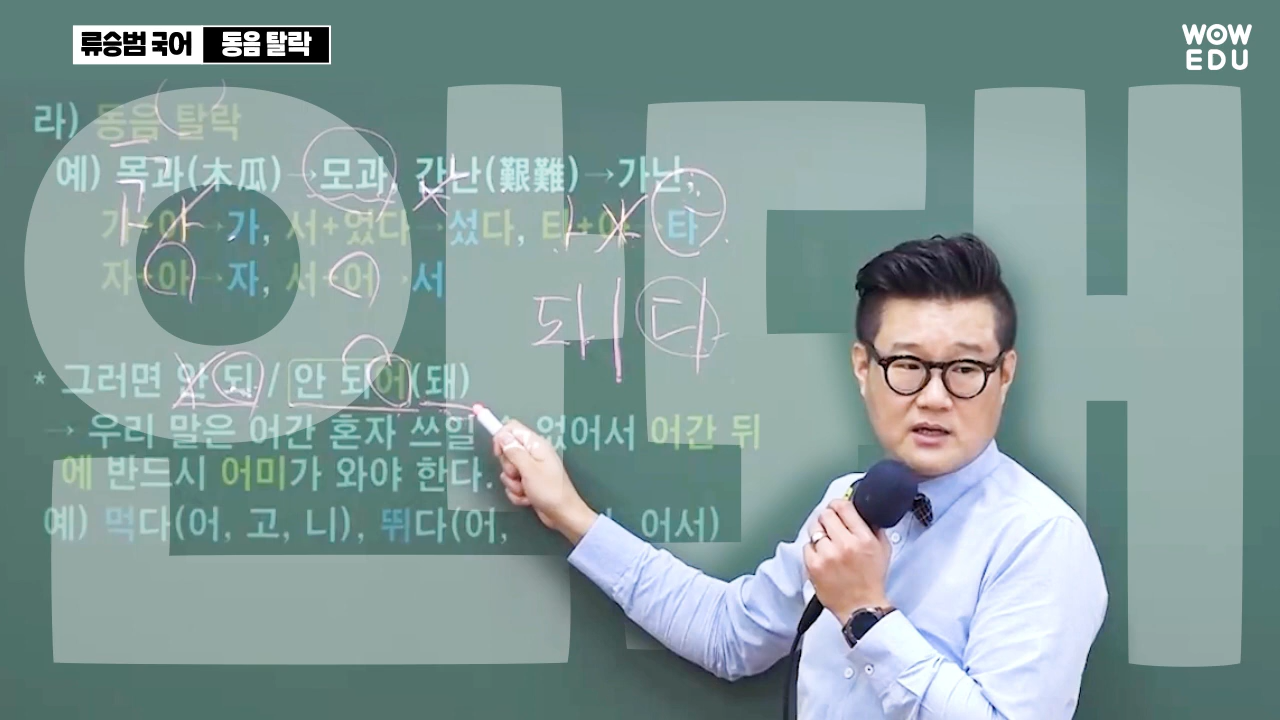 류승범 국어 동음 탈락
WOW
EDU
안돼
라) 동음 탈락
예) 목과(木瓜)→모과, 간난(艱難)→가난,
가+아→가, 서+었다→섰다, 타+아→타
자+아→자, 서+어→서
되 다
* 그러면 안 되 / 안 되어(돼)
→ 우리 말은 어간 혼자 쓰일 수 없어서 어간 뒤
에 반드시 어미가 와야 한다.
예) 먹다(어, 고, 니), 뛰다(어, 어서)